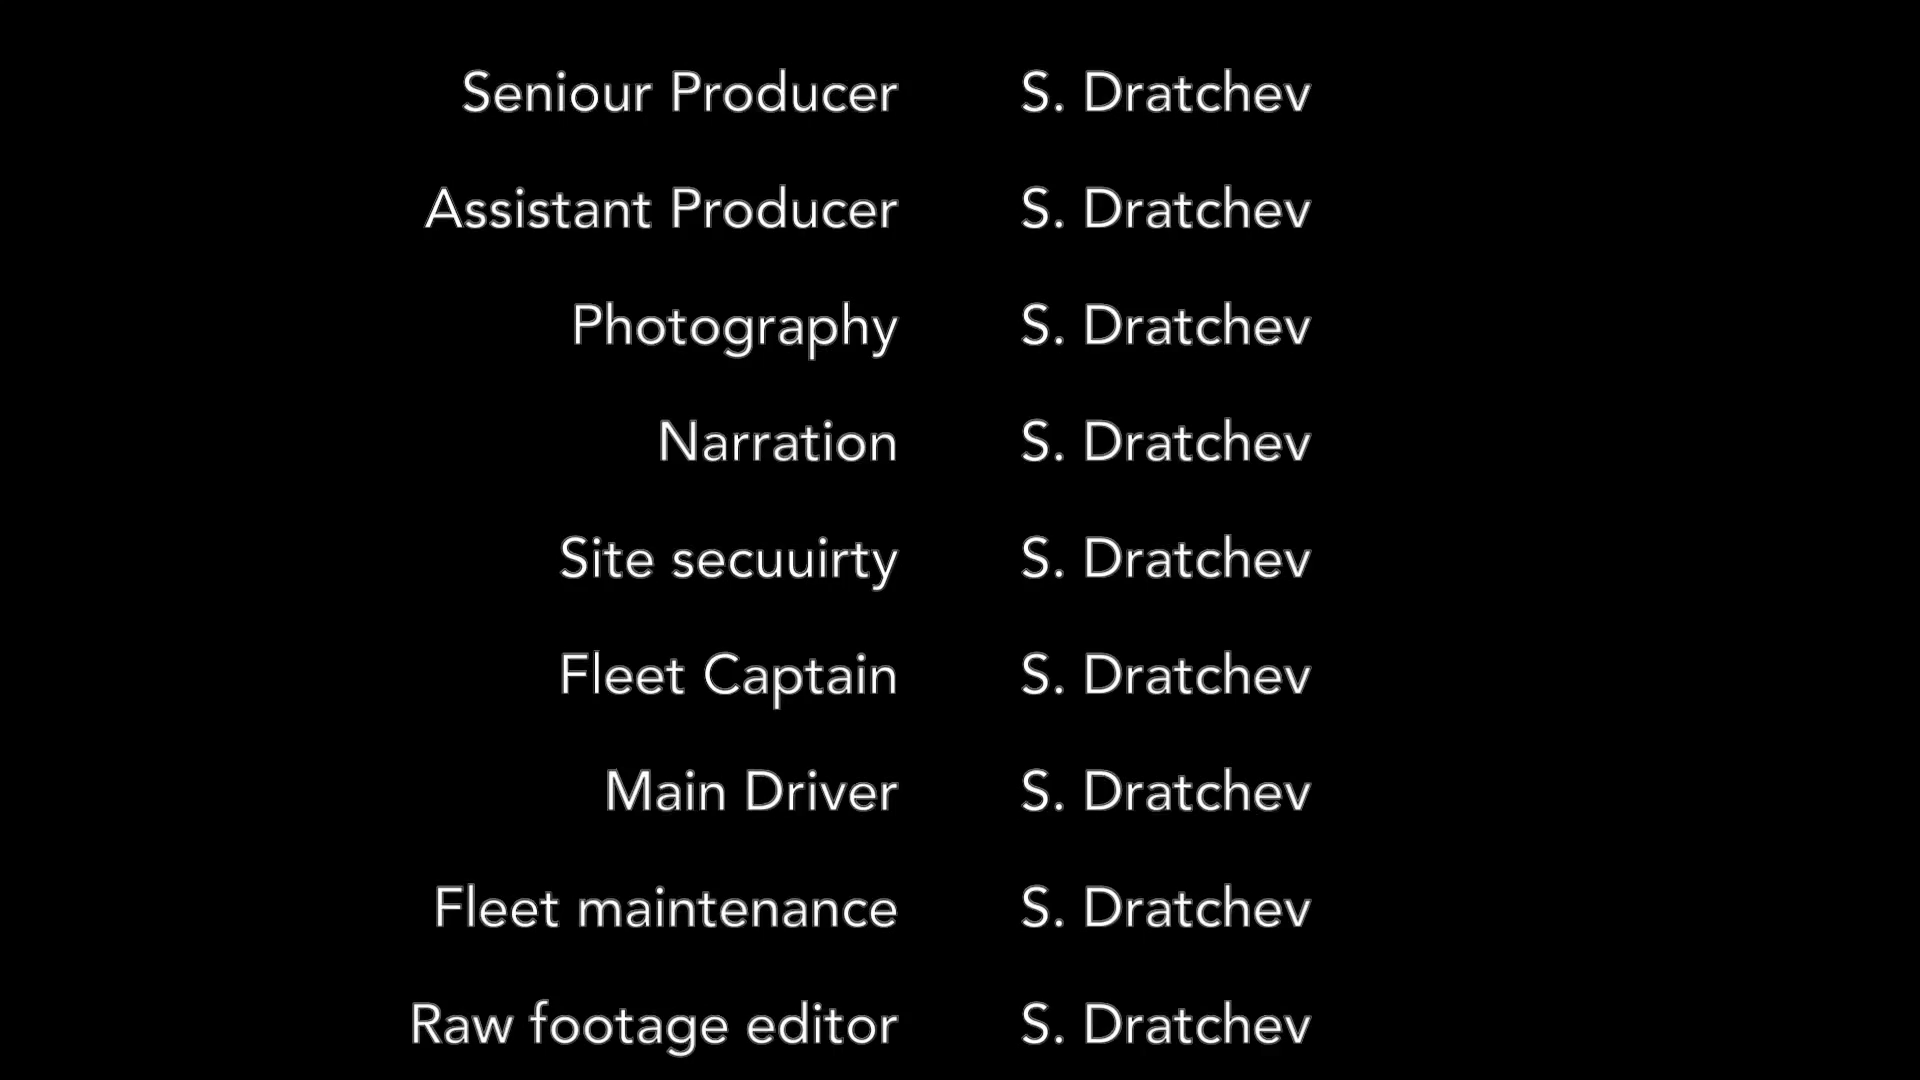 Seniour Producer S. Dratchev
Assistant Producer S. Dratchev
Photography S. Dratchev
Narration S. Dratchev
Site secuuirty S. Dratchev
Fleet Captain S. Dratchev
Main Driver S. Dratchev
Fleet maintenance S. Dratchev
Raw footage editor S. Dratchev